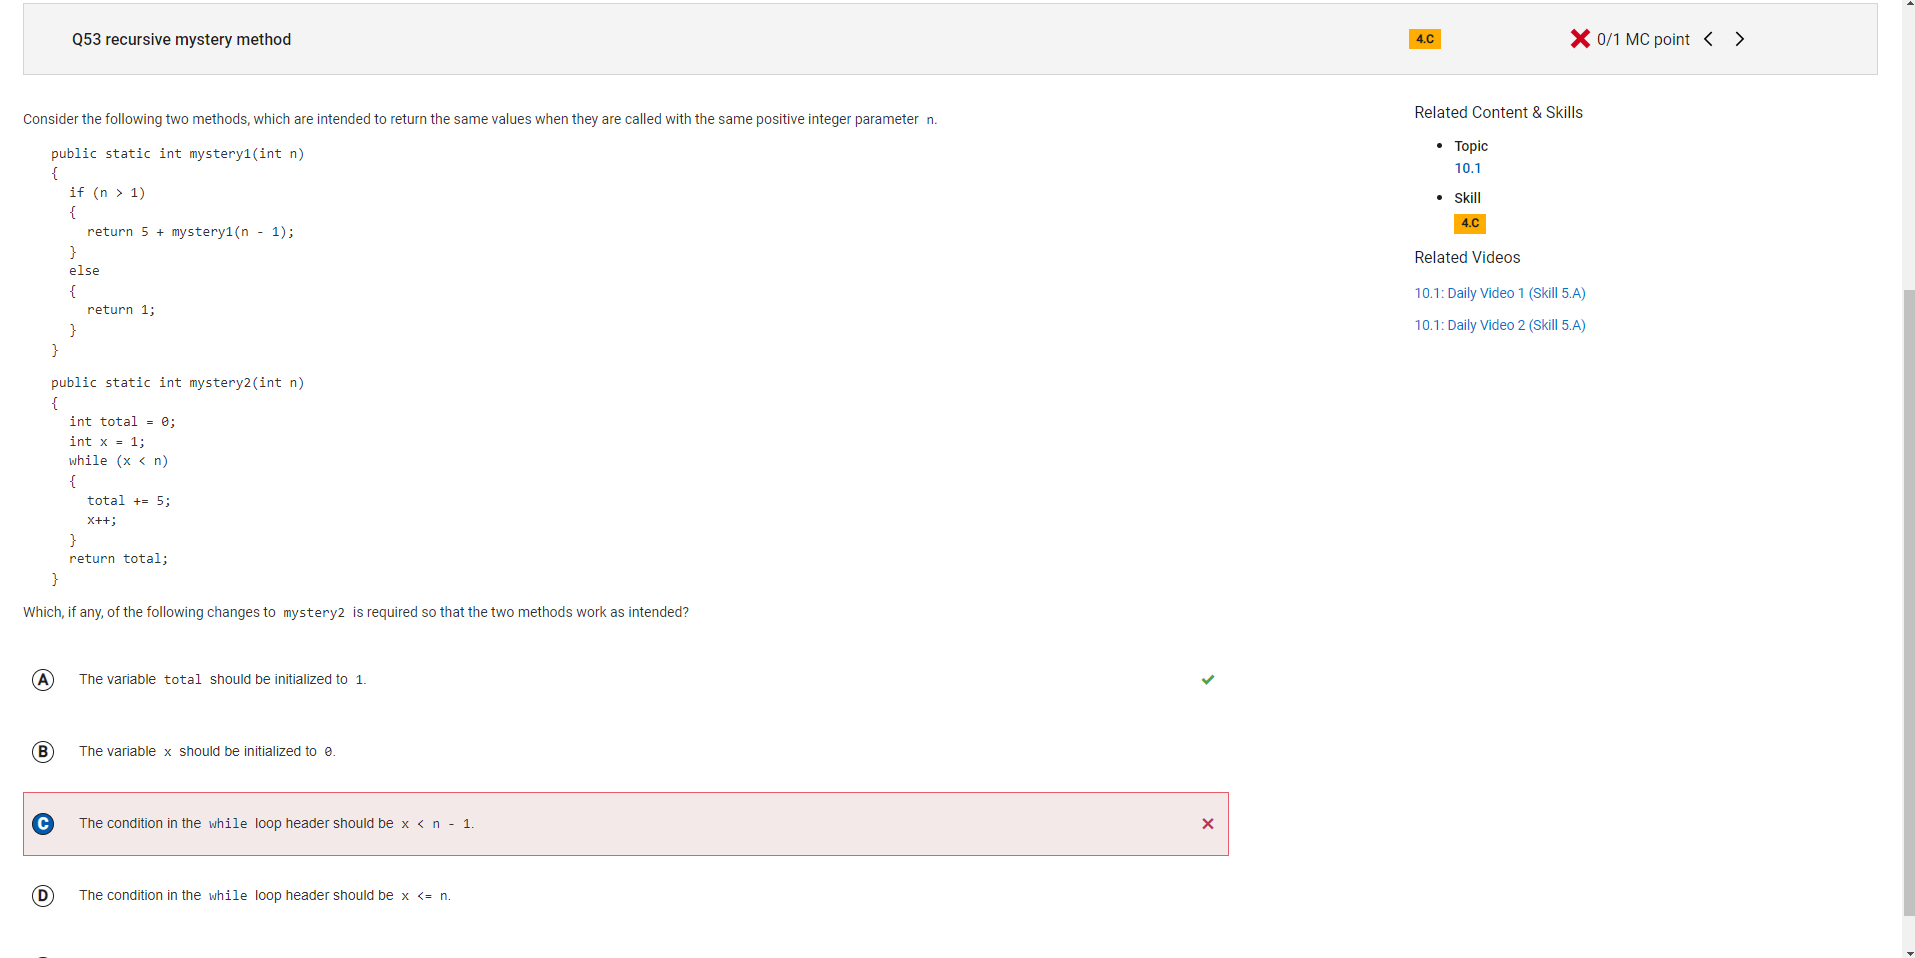 Q53 recursive mystery method
4.C
0/1 MC point
Consider the following two methods, which are intended to return the same values when they are called with the same positive integer parameter n.
public static int mystery1(int n)
{
if (n > 1)
{
return 5 + mystery1(n - 1);
}
else
{
return 1;
}
}
public static int mystery2(int n)
{
int total = 0;
int x = 1;
while (x < n)
{
total += 5;
x++;
}
return total;
}
Which, if any, of the following changes to mystery2 is required so that the two methods work as intended?
A The variable total should be initialized to 1.
B The variable x should be initialized to 0.
C The condition in the while loop header should be x < n - 1.
D The condition in the while loop header should be x <= n.
Related Content & Skills
Topic
10.1
Skill
4.C
Related Videos
10.1: Daily Video 1 (Skill 5.A)
10.1: Daily Video 2 (Skill 5.A)